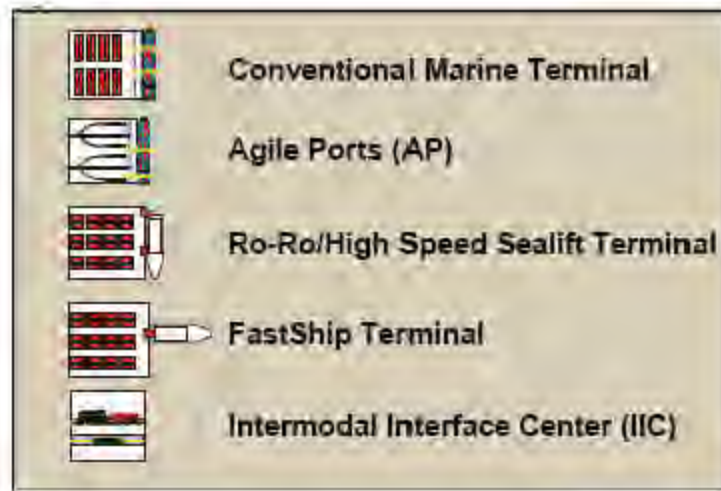 Conventional Marine Terminal
Agile Ports (AP)
Ro-Ro/High Speed Sealift Terminal
FastShip Terminal
Intermodal Interface Center (IIC)